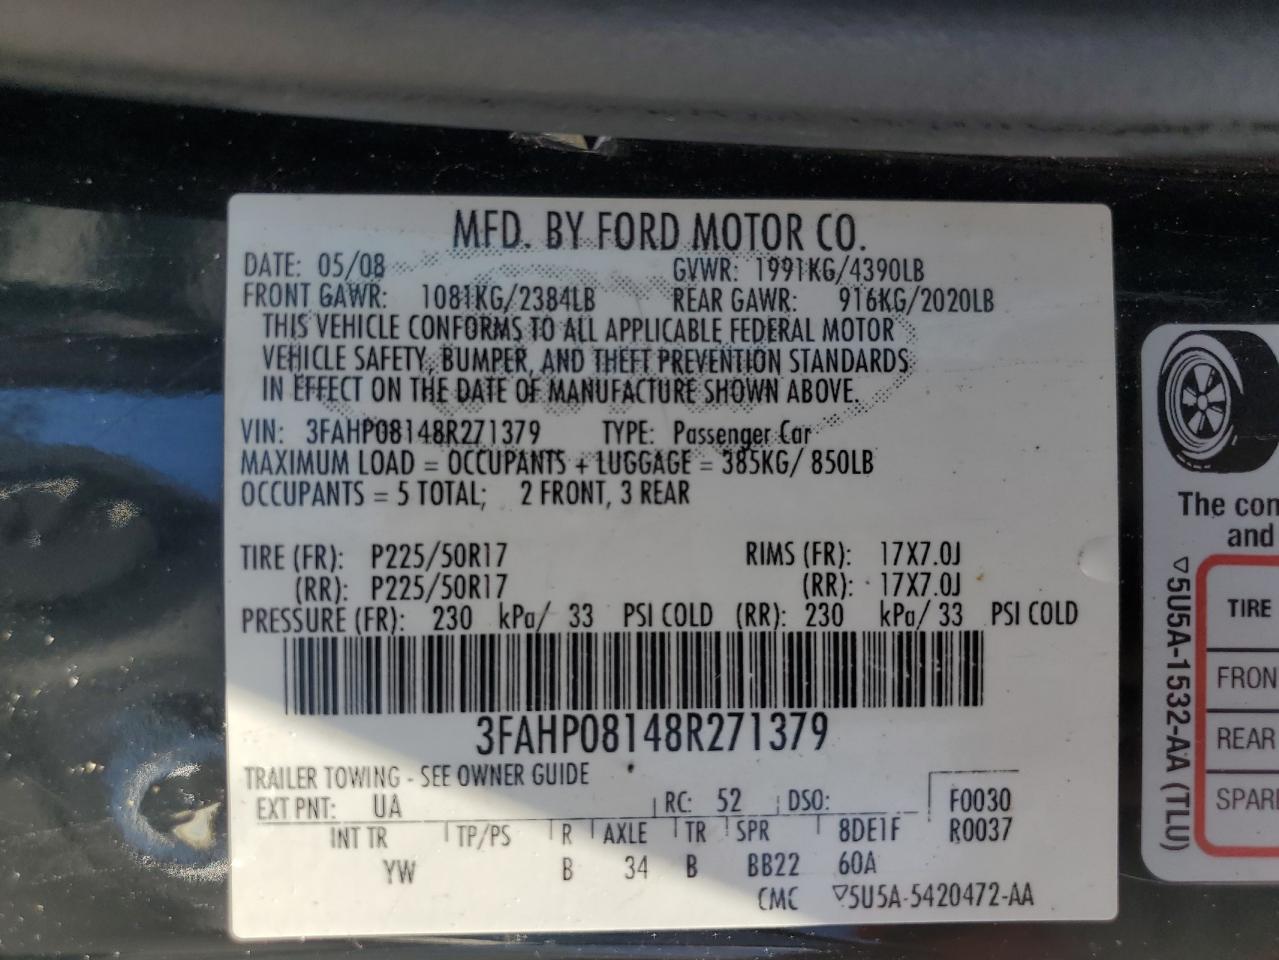 MFD. BY FORD MOTOR CO.
DATE: 05/08 GVWR: 1991KG/4390LB
FRONT GAWR: 1081KG/2384LB REAR GAWR: 916KG/2020LB
THIS VEHICLE CONFORMS TO ALL APPLICABLE FEDERAL MOTOR
VEHICLE SAFETY, BUMPER, AND THEFT PREVENTION STANDARDS
IN EFFECT ON THE DATE OF MANUFACTURE SHOWN ABOVE.
VIN: 3FAHP08148R271379 TYPE: Passenger Car
MAXIMUM LOAD = OCCUPANTS + LUGGAGE = 385KG/ 850LB
OCCUPANTS = 5 TOTAL; 2 FRONT, 3 REAR
TIRE (FR): P225/50R17 RIMS (FR): 17X7.0J
(RR): P225/50R17 (RR): 17X7.0J
PRESSURE (FR): 230 kPa/ 33 PSI COLD (RR): 230 kPa/ 33 PSI COLD
3FAHP08148R271379
TRAILER TOWING - SEE OWNER GUIDE
EXT PNT: UA RC: 52 DSO: F0030
INT TR TP/PS R AXLE TR SPR 8DE1F R0037
YW B 34 B BB22 60A
CMC ▽5U5A-5420472-AA
The con
and
▽5U5A-1532-AA (TLU)
TIRE
FRON
REAR
SPAR